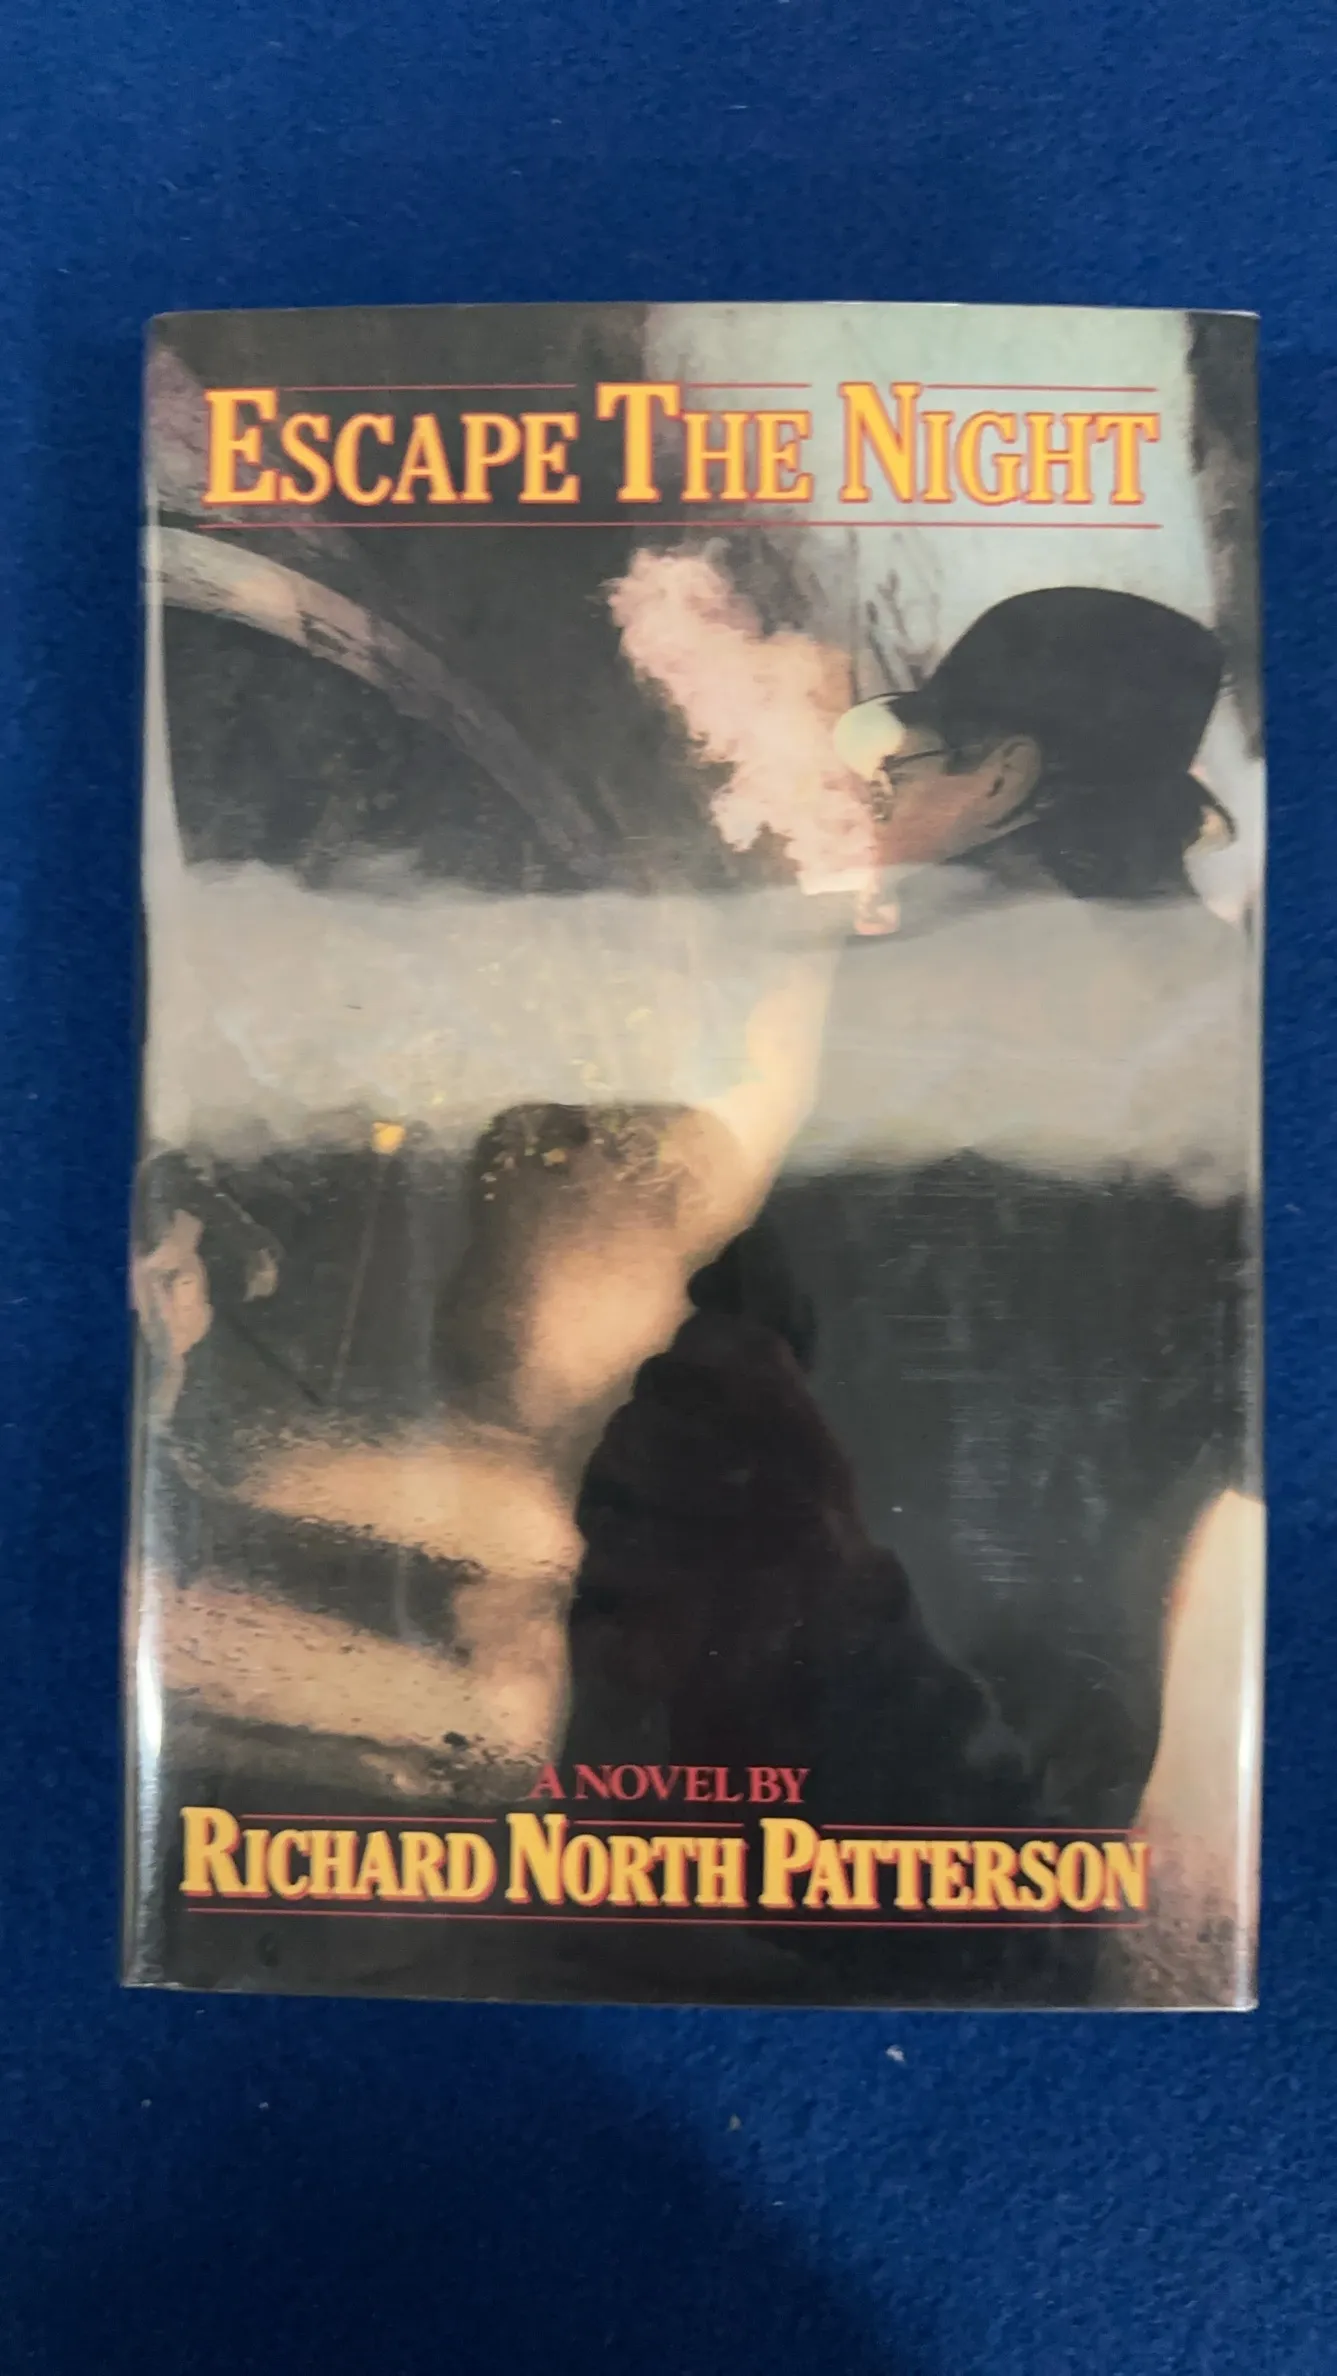 ESCAPE THE NIGHT
A NOVEL BY
RICHARD NORTH PATTERSON